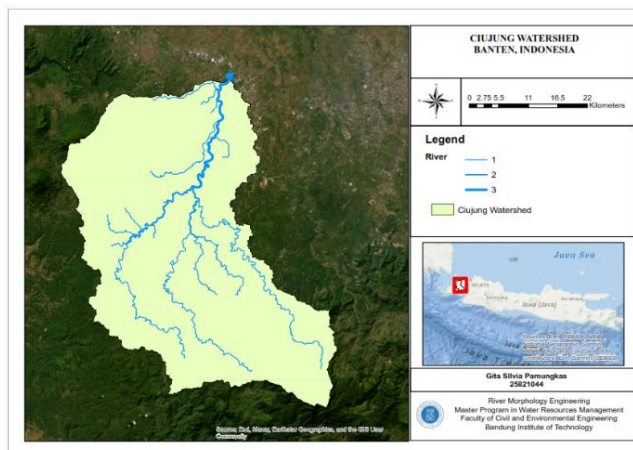 CIUJUNG WATERSHED
BANTEN, INDONESIA
0 2.75 5.5 11 16.5 22
Kilometers
Legend
River
1
2
3
Ciujung Watershed
Java Sea
Java (Jawa)
Gita Silvia Pamungkas
25821044
River Morphology Engineering
Master Program in Water Resources Management
Faculty of Civil and Environmental Engineering
Bandung Institute of Technology
Source: Esri, Maxar, Earthstar Geographics, and the GIS User
Community